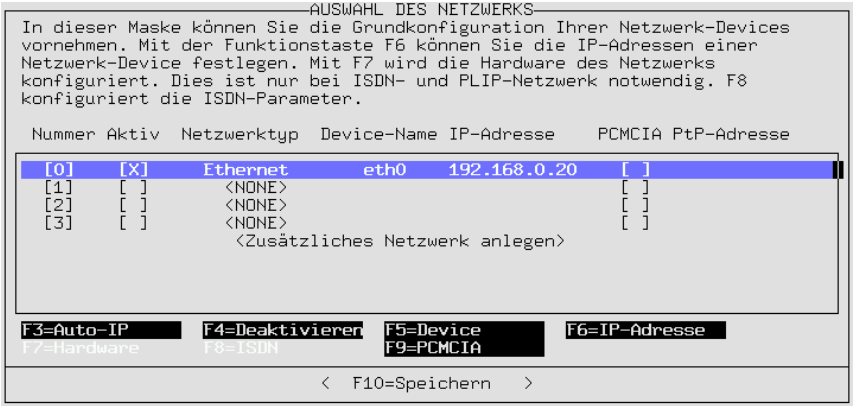 AUSWAHL DES NETZWERKS
In dieser Maske können Sie die Grundkonfiguration Ihrer Netzwerk-Devices
vornehmen. Mit der Funktionstaste F6 können Sie die IP-Adressen einer
Netzwerk-Device festlegen. Mit F7 wird die Hardware des Netzwerks
konfiguriert. Dies ist nur bei ISDN- und PLIP-Netzwerk notwendig. F8
konfiguriert die ISDN-Parameter.
Nummer Aktiv Netzwerktyp Device-Name IP-Adresse PCMCIA PtP-Adresse
[0] [X] Ethernet eth0 192.168.0.20 [ ]
[1] [ ] <NONE> [ ]
[2] [ ] <NONE> [ ]
[3] [ ] <NONE> [ ]
<Zusätzliches Netzwerk anlegen>
F3=Auto-IP F4=Deaktivieren F5=Device F6=IP-Adresse
F7=Hardware F8=ISDN F9=PCMCIA
< F10=Speichern >